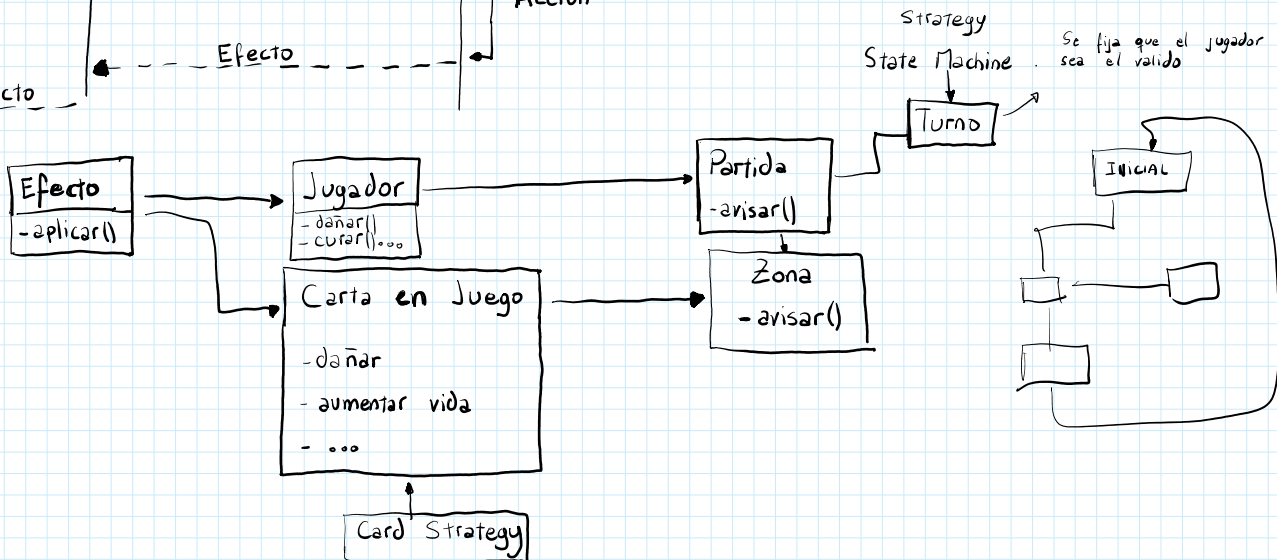 Acción
Efecto
cto
Strategy
State Machine
Se fija que el jugador
sea el valido
Turno
Efecto
-aplicar()
Jugador
- dañar()
- curar()...
Partida
-avisar()
INICIAL
Carta en Juego
-dañar
- aumentar vida
- ...
Zona
- avisar()
Card Strategy